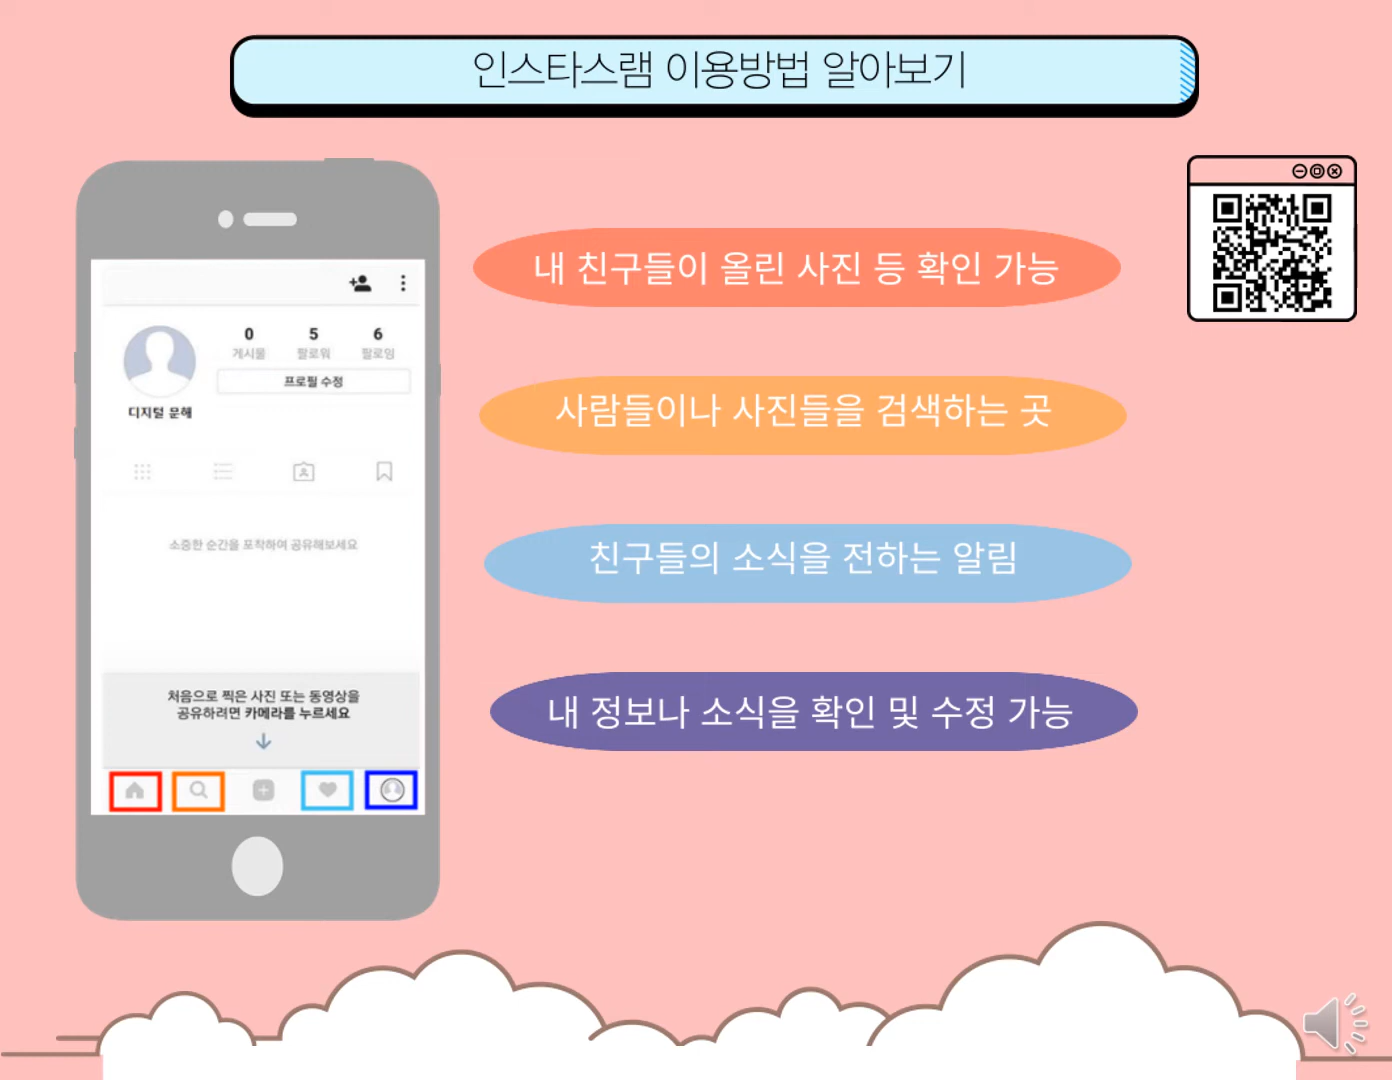 인스타스램 이용방법 알아보기
0 5 6
게시물 팔로워 팔로잉
프로필 수정
디지털 문해
소중한 순간을 포착하여 공유해보세요
처음으로 찍은 사진 또는 동영상을
공유하려면 카메라를 누르세요
내 친구들이 올린 사진 등 확인 가능
사람들이나 사진들을 검색하는 곳
친구들의 소식을 전하는 알림
내 정보나 소식을 확인 및 수정 가능